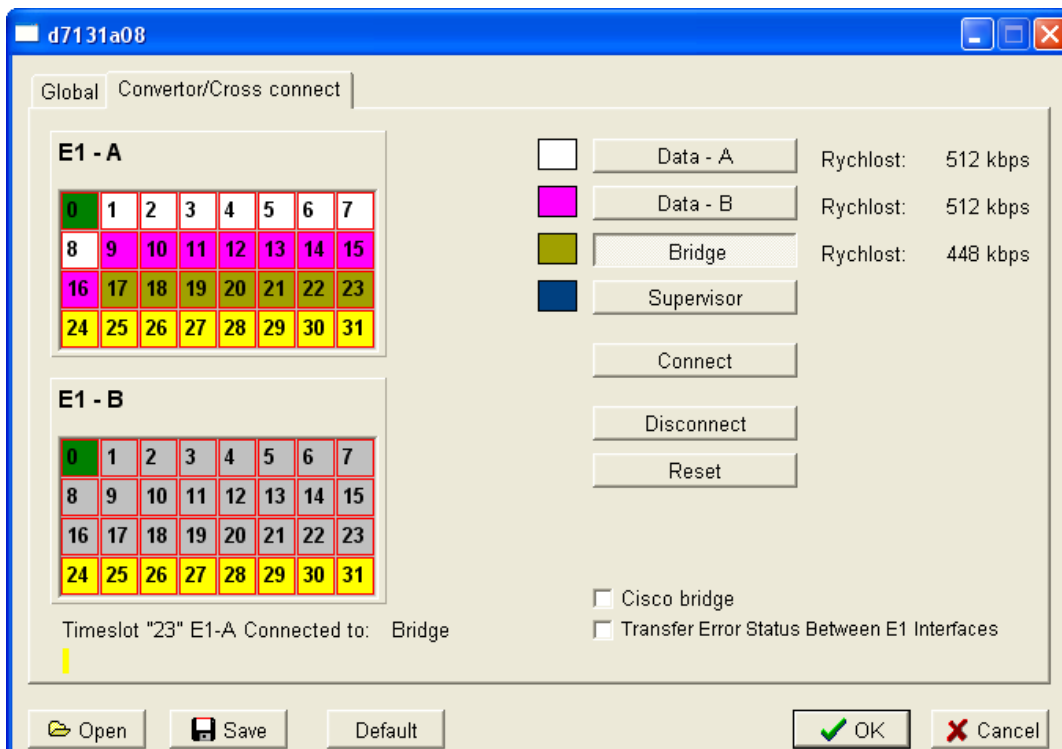 d7131a08
Global Convertor/Cross connect
E1 - A
0 1 2 3 4 5 6 7
8 9 10 11 12 13 14 15
16 17 18 19 20 21 22 23
24 25 26 27 28 29 30 31
E1 - B
0 1 2 3 4 5 6 7
8 9 10 11 12 13 14 15
16 17 18 19 20 21 22 23
24 25 26 27 28 29 30 31
Timeslot "23" E1-A Connected to: Bridge
Data - A Rychlost: 512 kbps
Data - B Rychlost: 512 kbps
Bridge Rychlost: 448 kbps
Supervisor
Connect
Disconnect
Reset
Cisco bridge
Transfer Error Status Between E1 Interfaces
Open Save Default OK Cancel